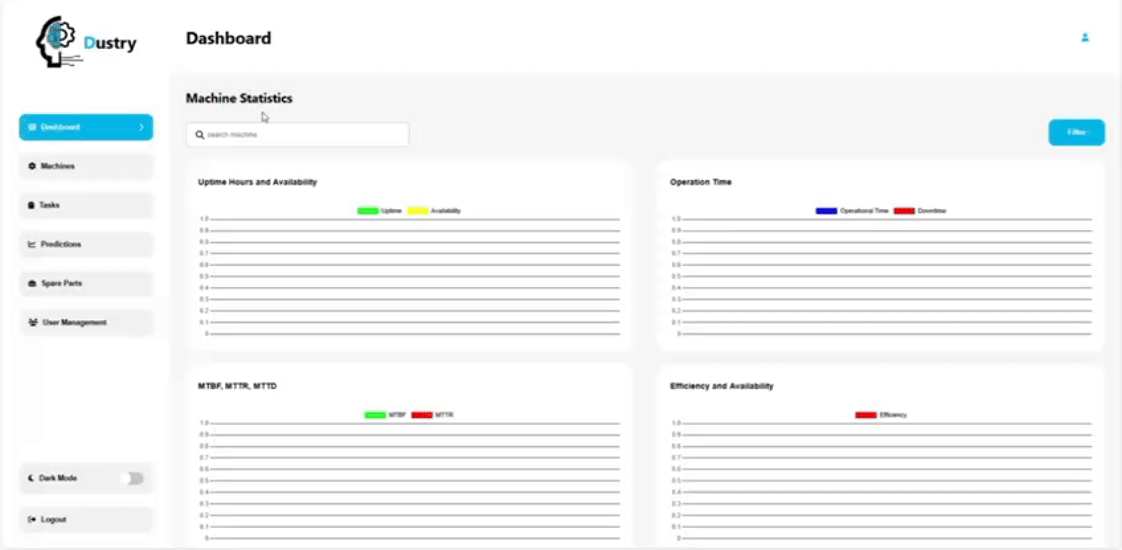 Dustry
Dashboard
Machine Statistics
search machine
Filter
Dashboard
Machines
Tasks
Predictions
Spare Parts
User Management
Dark Mode
Logout
Uptime Hours and Availability
Uptime Availability
1.0
0.9
0.8
0.7
0.6
0.5
0.4
0.3
0.2
0.1
0
Operation Time
Operational Time Downtime
1.0
0.9
0.8
0.7
0.6
0.5
0.4
0.3
0.2
0.1
0
MTBF, MTTR, MTTD
MTBF MTTR
1.0
0.9
0.8
0.7
0.6
0.5
0.4
0.3
0.2
0.1
0
Efficiency and Availability
Efficiency
1.0
0.9
0.8
0.7
0.6
0.5
0.4
0.3
0.2
0.1
0